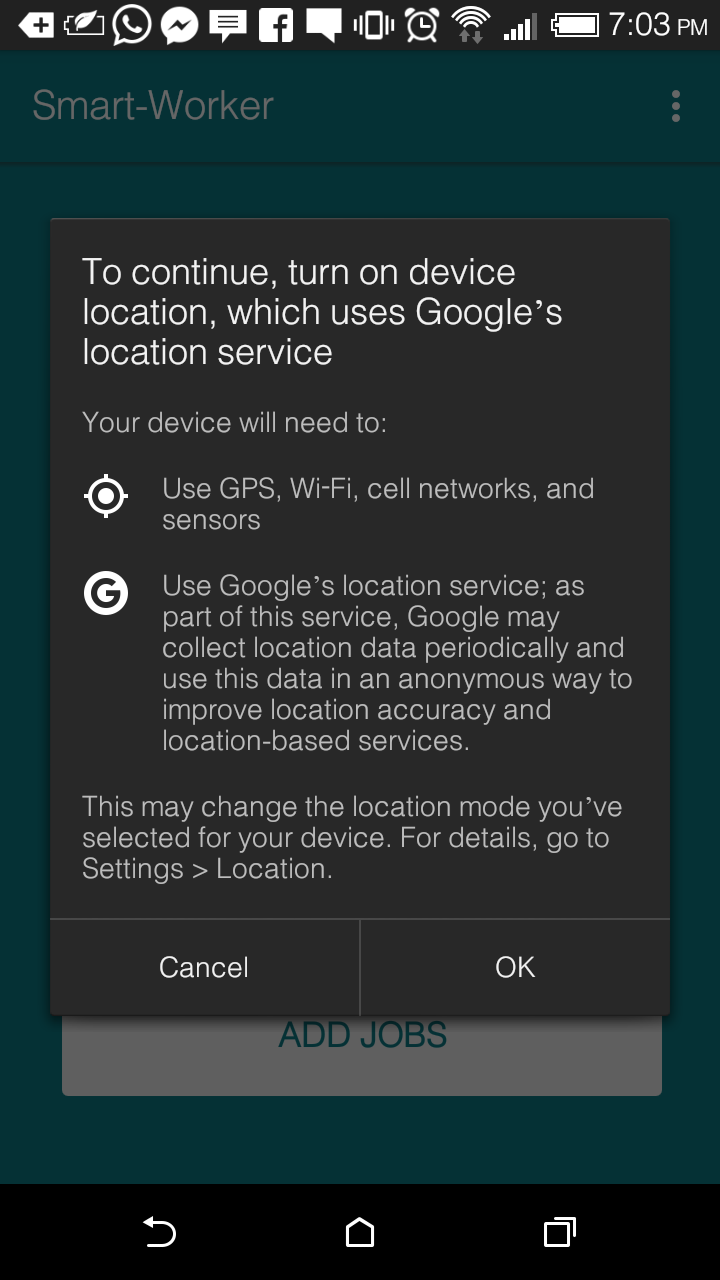 7:03 PM
Smart-Worker
To continue, turn on device
location, which uses Google's
location service
Your device will need to:
Use GPS, Wi-Fi, cell networks, and
sensors
Use Google's location service; as
part of this service, Google may
collect location data periodically and
use this data in an anonymous way to
improve location accuracy and
location-based services.
This may change the location mode you've
selected for your device. For details, go to
Settings > Location.
Cancel
OK
ADD JOBS